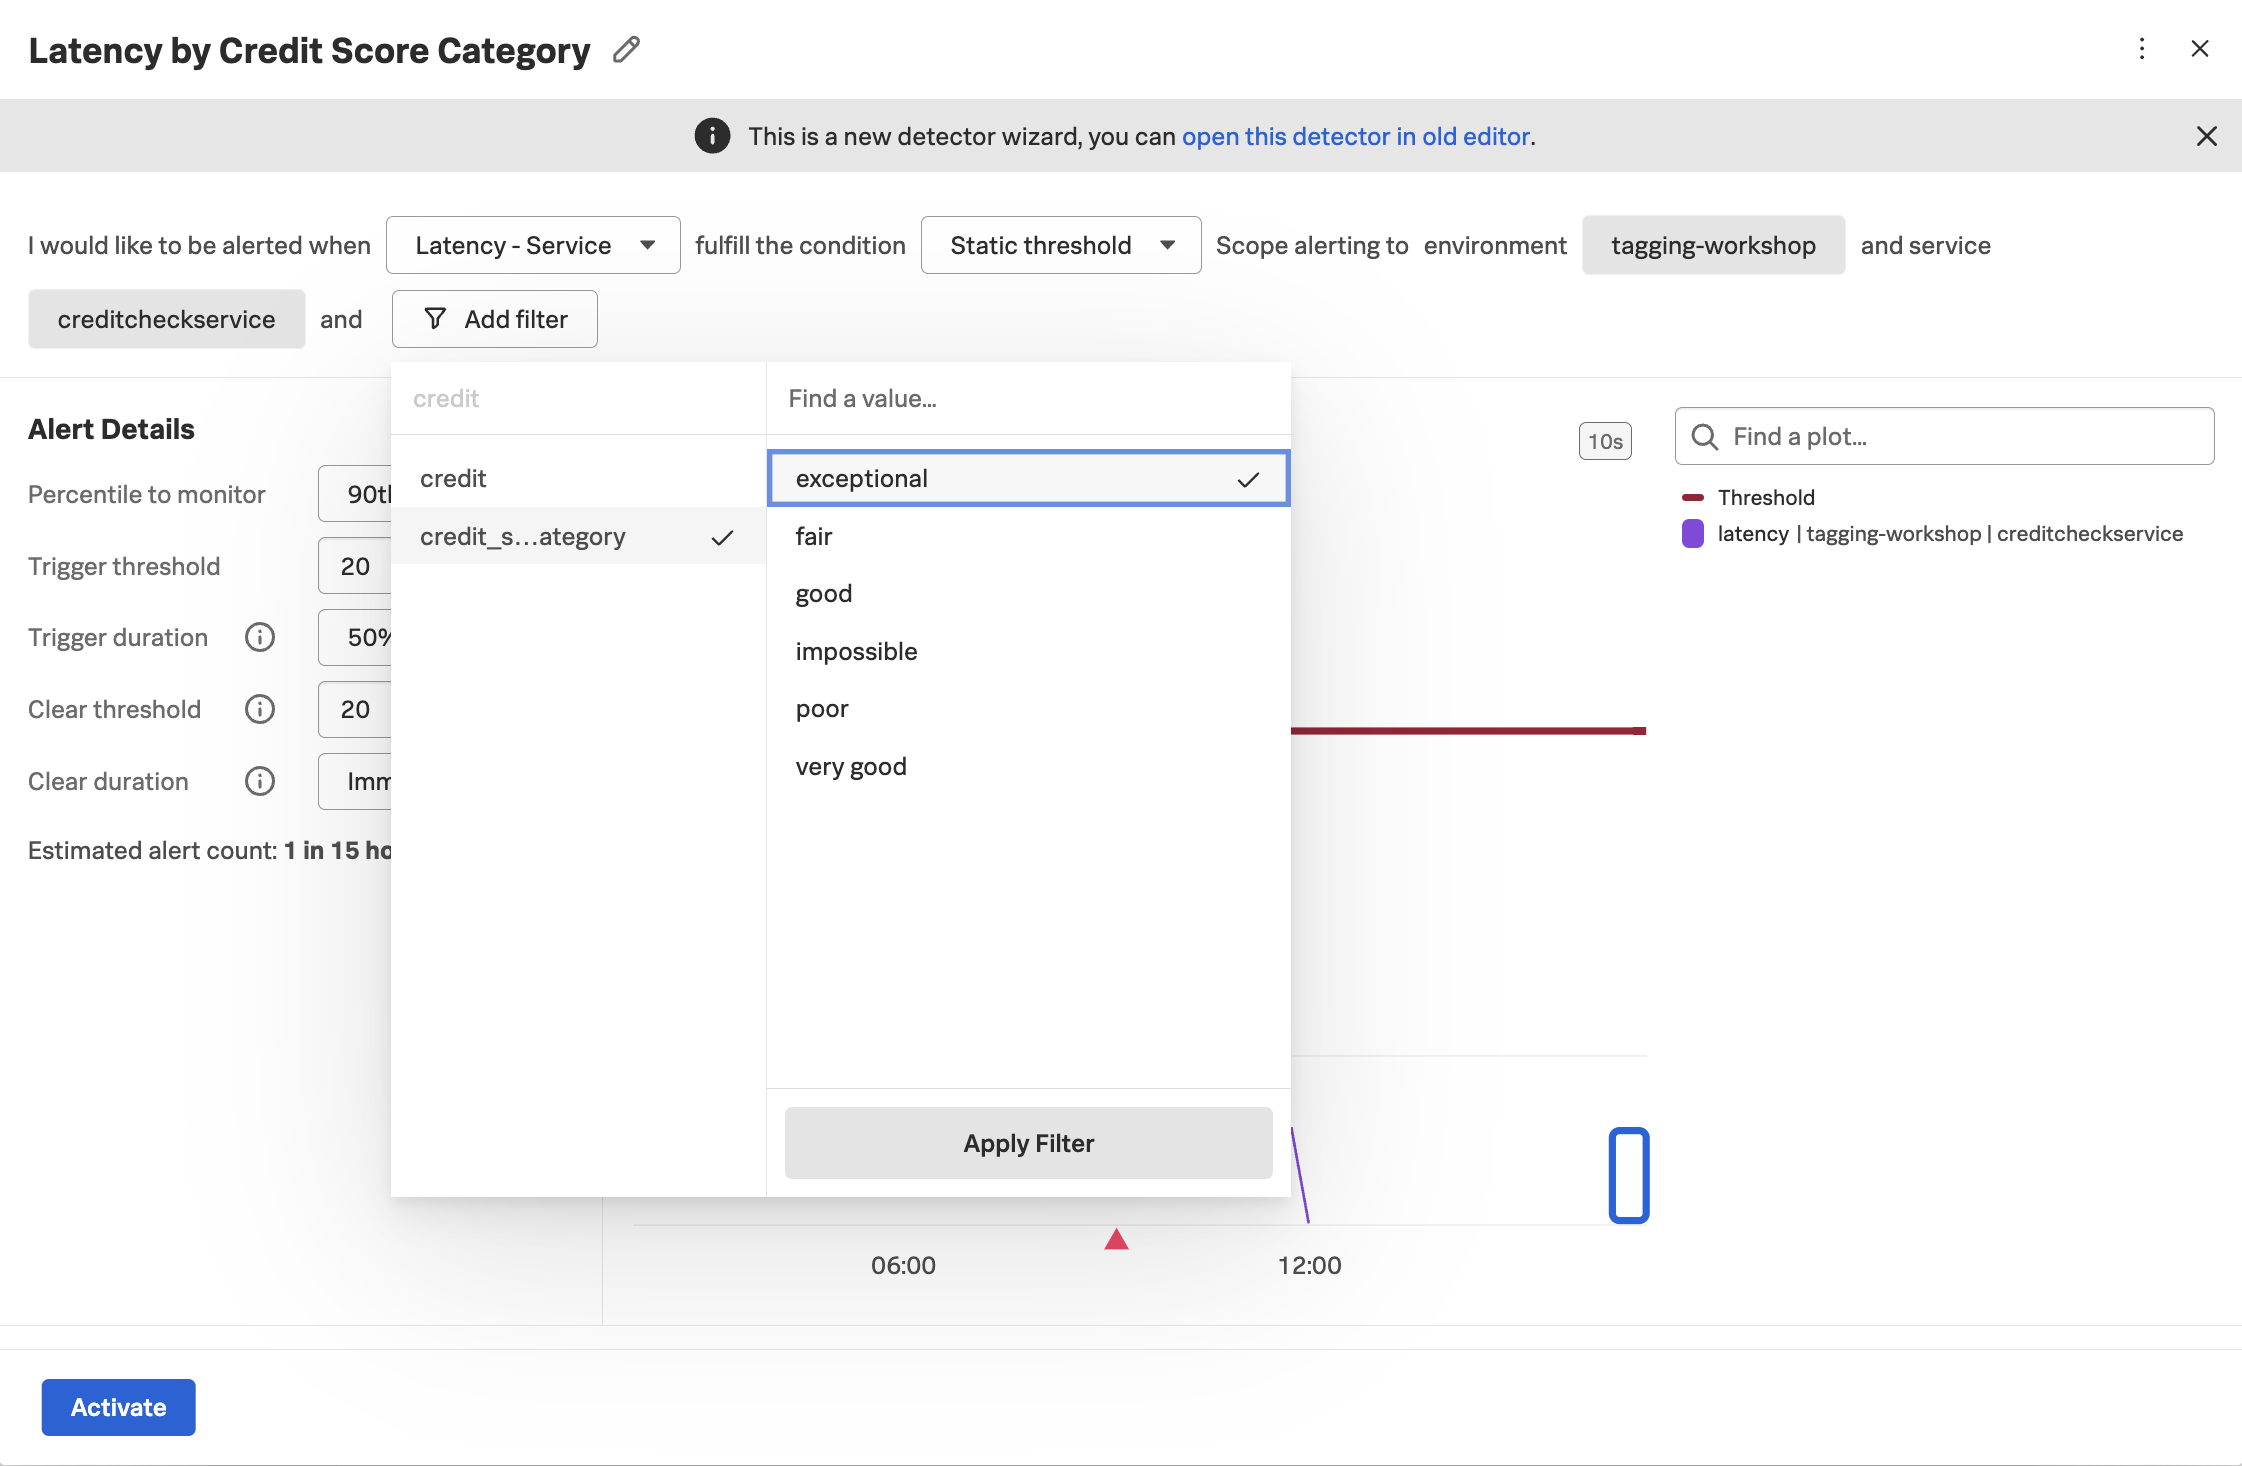 Latency by Credit Score Category
This is a new detector wizard, you can open this detector in old editor.
I would like to be alerted when Latency - Service fulfill the condition Static threshold Scope alerting to environment tagging-workshop and service
creditcheckservice and Add filter
credit
credit
credit_s...ategory
Find a value...
exceptional
fair
good
impossible
poor
very good
Apply Filter
Alert Details
Percentile to monitor 90t
Trigger threshold 20
Trigger duration 50%
Clear threshold 20
Clear duration Imm
Estimated alert count: 1 in 15 ho
10s
Find a plot...
Threshold
latency | tagging-workshop | creditcheckservice
06:00 12:00
Activate